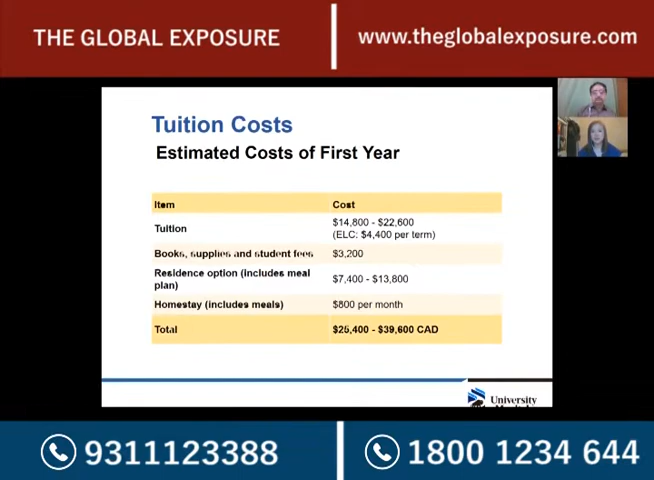 THE GLOBAL EXPOSURE
www.theglobalexposure.com
Tuition Costs
Estimated Costs of First Year
Item Cost
Tuition $14,800 - $22,600
(ELC: $4,400 per term)
Books, supplies and student fees $3,200
Residence option (includes meal
plan) $7,400 - $13,800
Homestay (includes meals) $800 per month
Total $25,400 - $39,600 CAD
University
9311123388
1800 1234 644